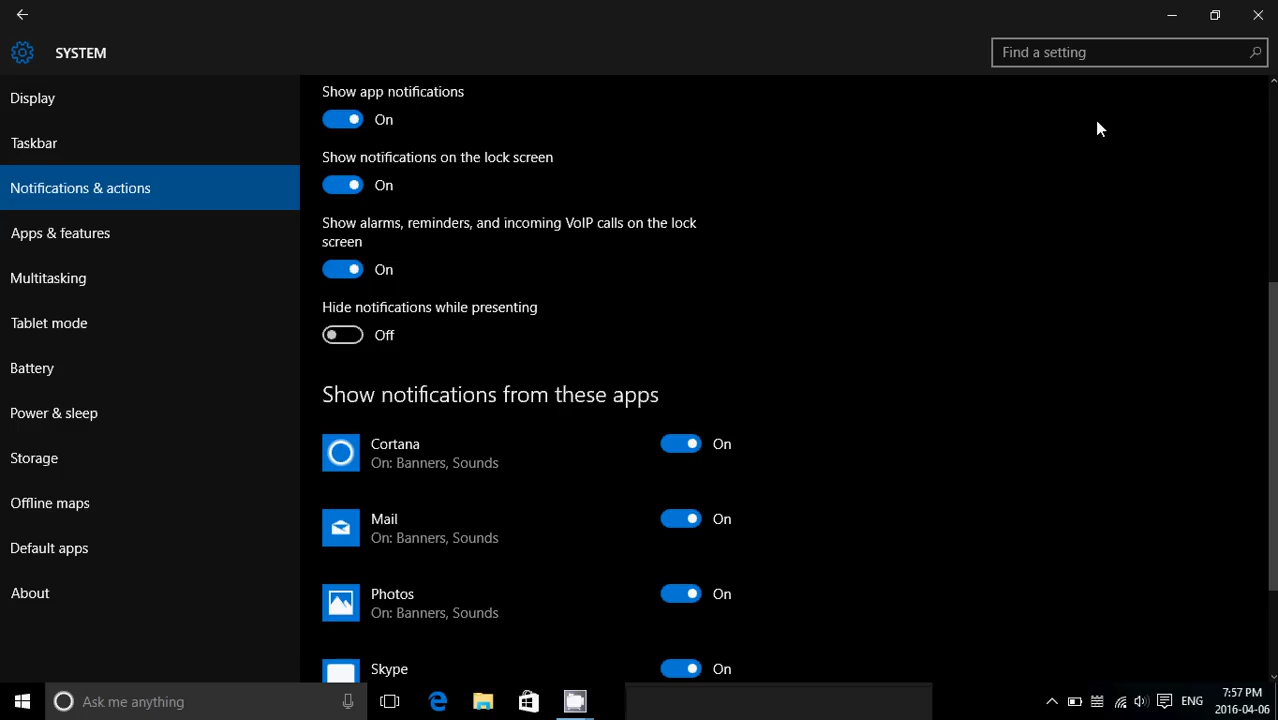 SYSTEM
Find a setting
Display
Taskbar
Notifications & actions
Apps & features
Multitasking
Tablet mode
Battery
Power & sleep
Storage
Offline maps
Default apps
About
Show app notifications
On
Show notifications on the lock screen
On
Show alarms, reminders, and incoming VoIP calls on the lock
screen
On
Hide notifications while presenting
Off
Show notifications from these apps
Cortana
On: Banners, Sounds
On
Mail
On: Banners, Sounds
On
Photos
On: Banners, Sounds
On
Skype
On
Ask me anything
ENG
7:57 PM
2016-04-06